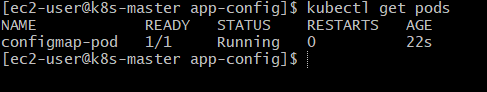 [ec2-user@k8s-master app-config]$ kubectl get pods
NAME READY STATUS RESTARTS AGE
configmap-pod 1/1 Running 0 22s
[ec2-user@k8s-master app-config]$